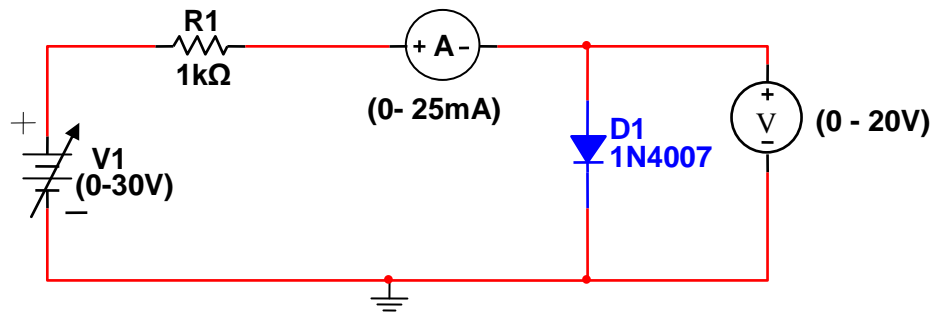 R1
1kΩ
+ A -
(0- 25mA)
+
V1
(0-30V)
D1
1N4007
+
V
-
(0 - 20V)